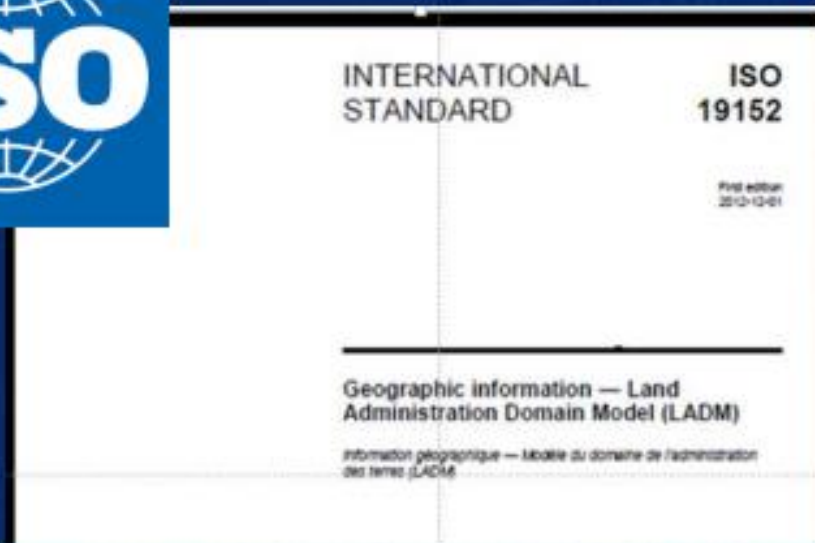 SO
INTERNATIONAL
STANDARD
ISO
19152
First edition
2012-12-01
Geographic information — Land
Administration Domain Model (LADM)
Information géographique — Modèle du domaine de l'administration
des terres (LADM)